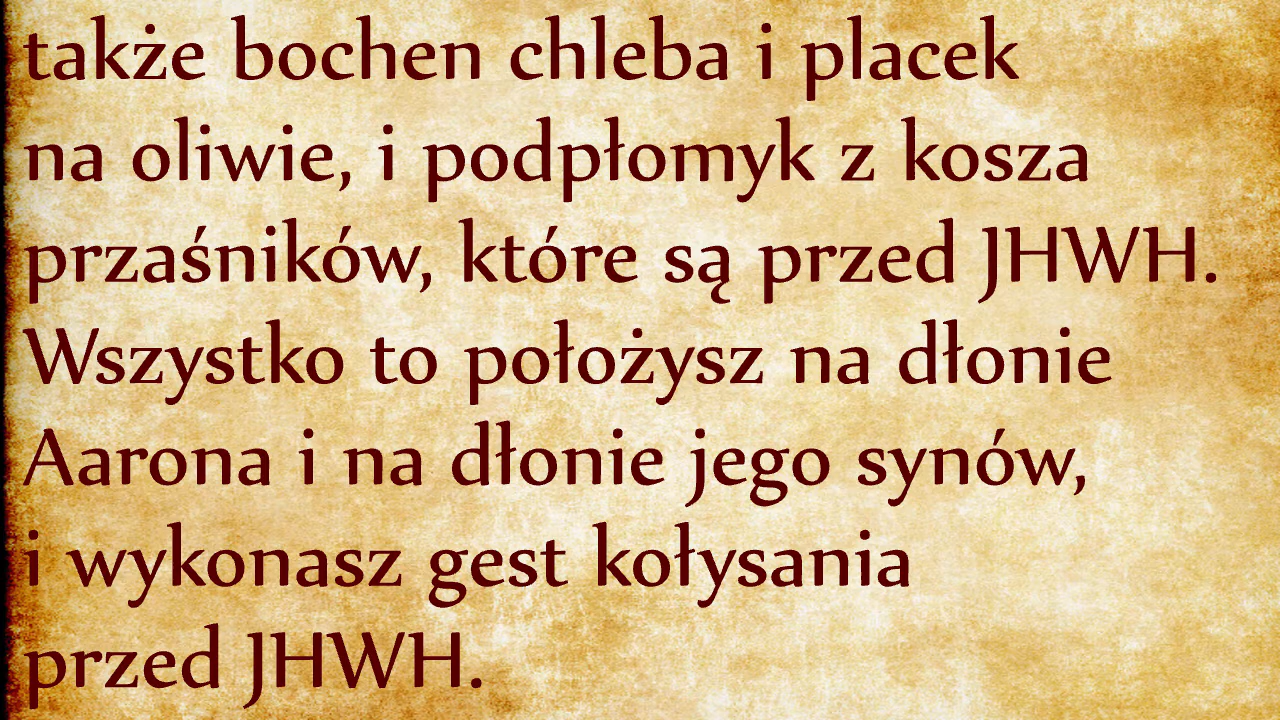 także bochen chleba i placek
na oliwie, i podpłomyk z kosza
przaśników, które są przed JHWH.
Wszystko to położysz na dłonie
Aarona i na dłonie jego synów,
i wykonasz gest kołysania
przed JHWH.